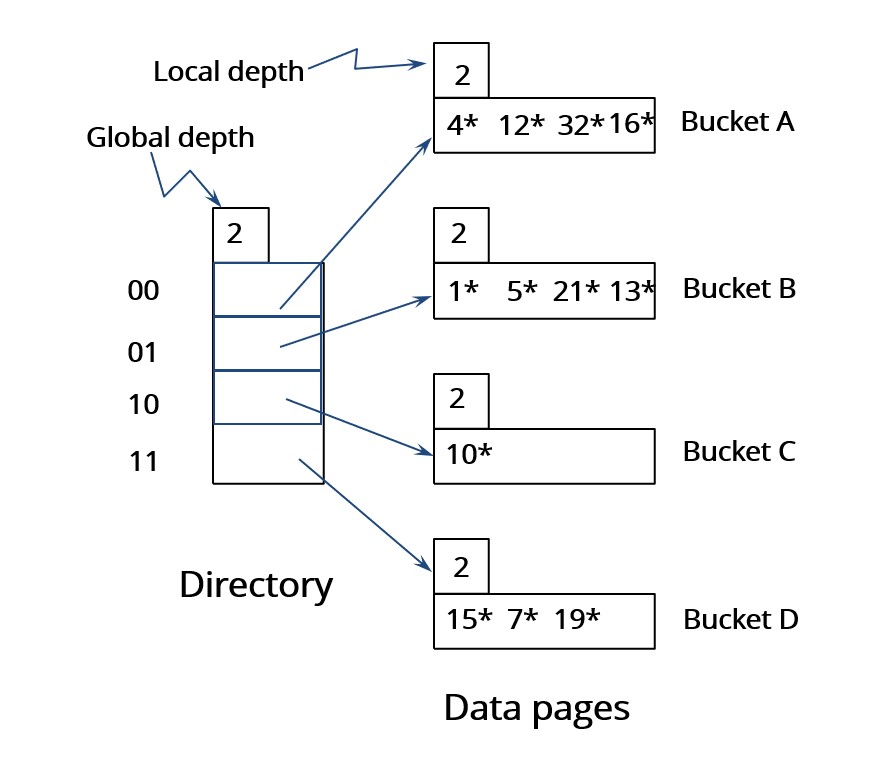 Local depth
2
4* 12* 32* 16*
Bucket A
Global depth
2
2
00
1* 5* 21* 13*
Bucket B
01
10
2
11
10*
Bucket C
2
Directory
15* 7* 19*
Bucket D
Data pages